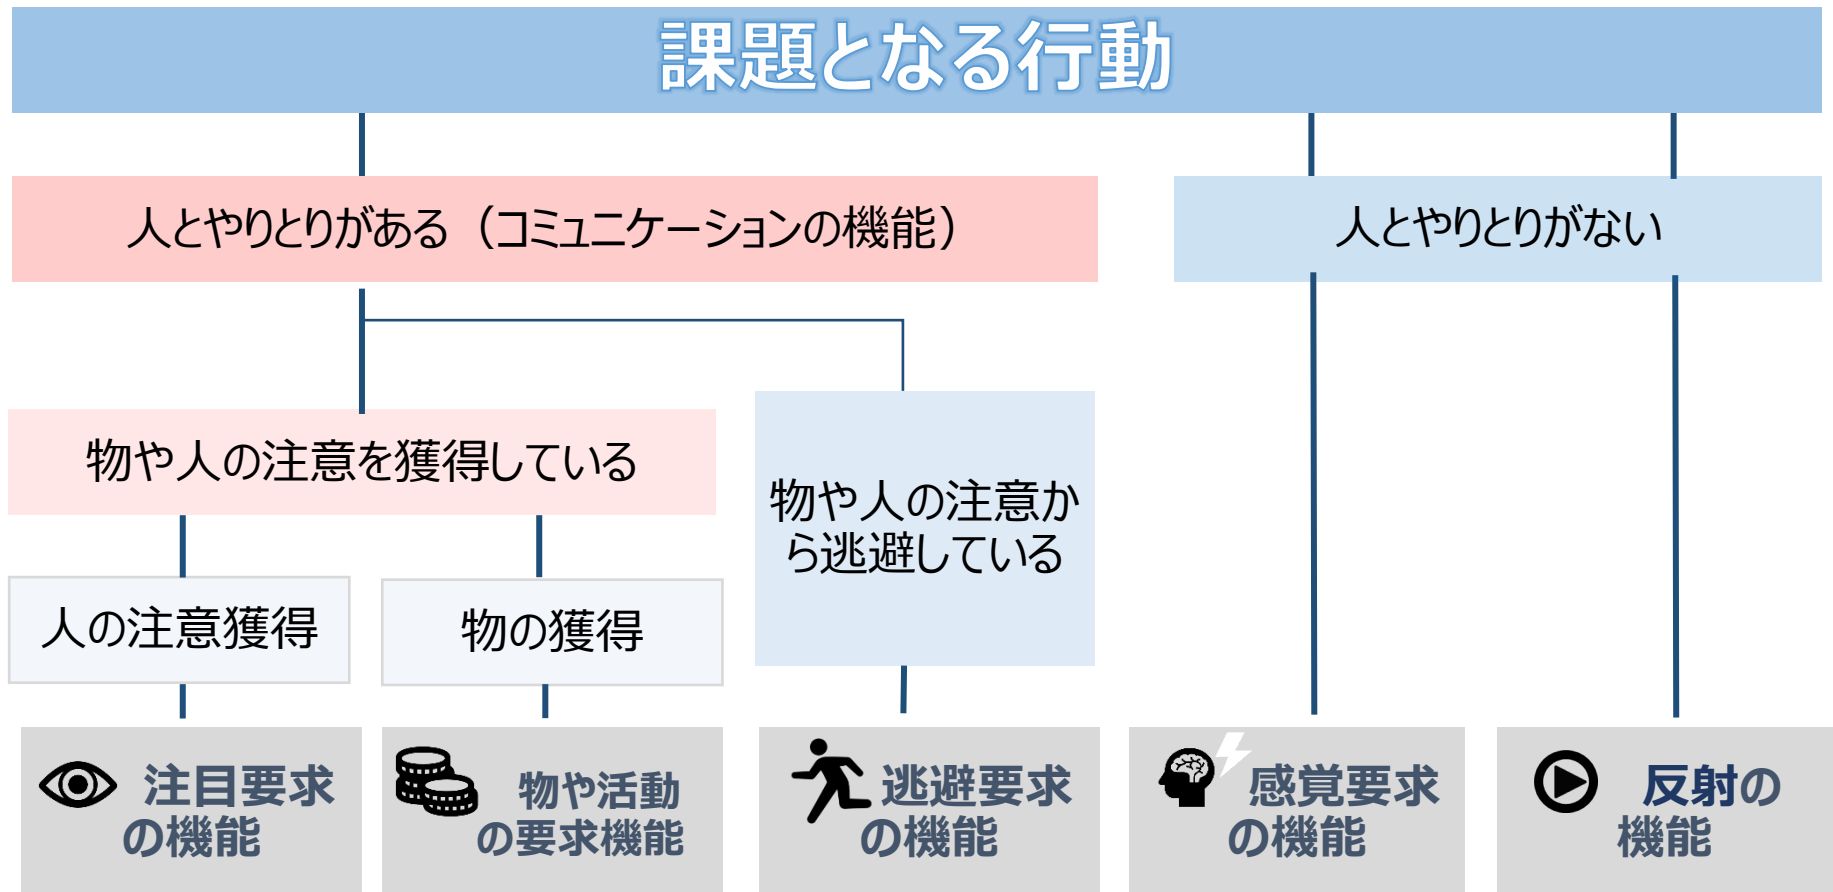 課題となる行動
人とやりとりがある（コミュニケーションの機能）
人とやりとりがない
物や人の注意を獲得している
物や人の注意か
ら逃避している
人の注意獲得
物の獲得
注目要求
の機能
物や活動
の要求機能
逃避要求
の機能
感覚要求
の機能
反射の
機能